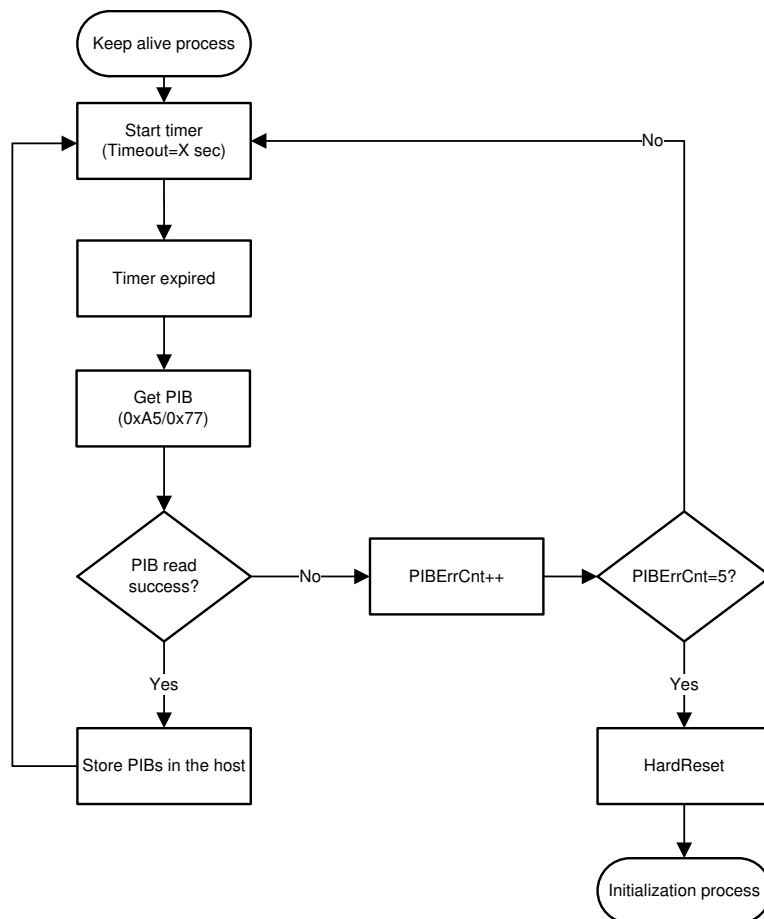 Keep alive process
Start timer
(Timeout=X sec)
No
Timer expired
Get PIB
(0xA5/0x77)
PIB read
success?
No
PIBErrCnt++
PIBErrCnt=5?
Yes
Yes
Store PIBs in the host
HardReset
Initialization process